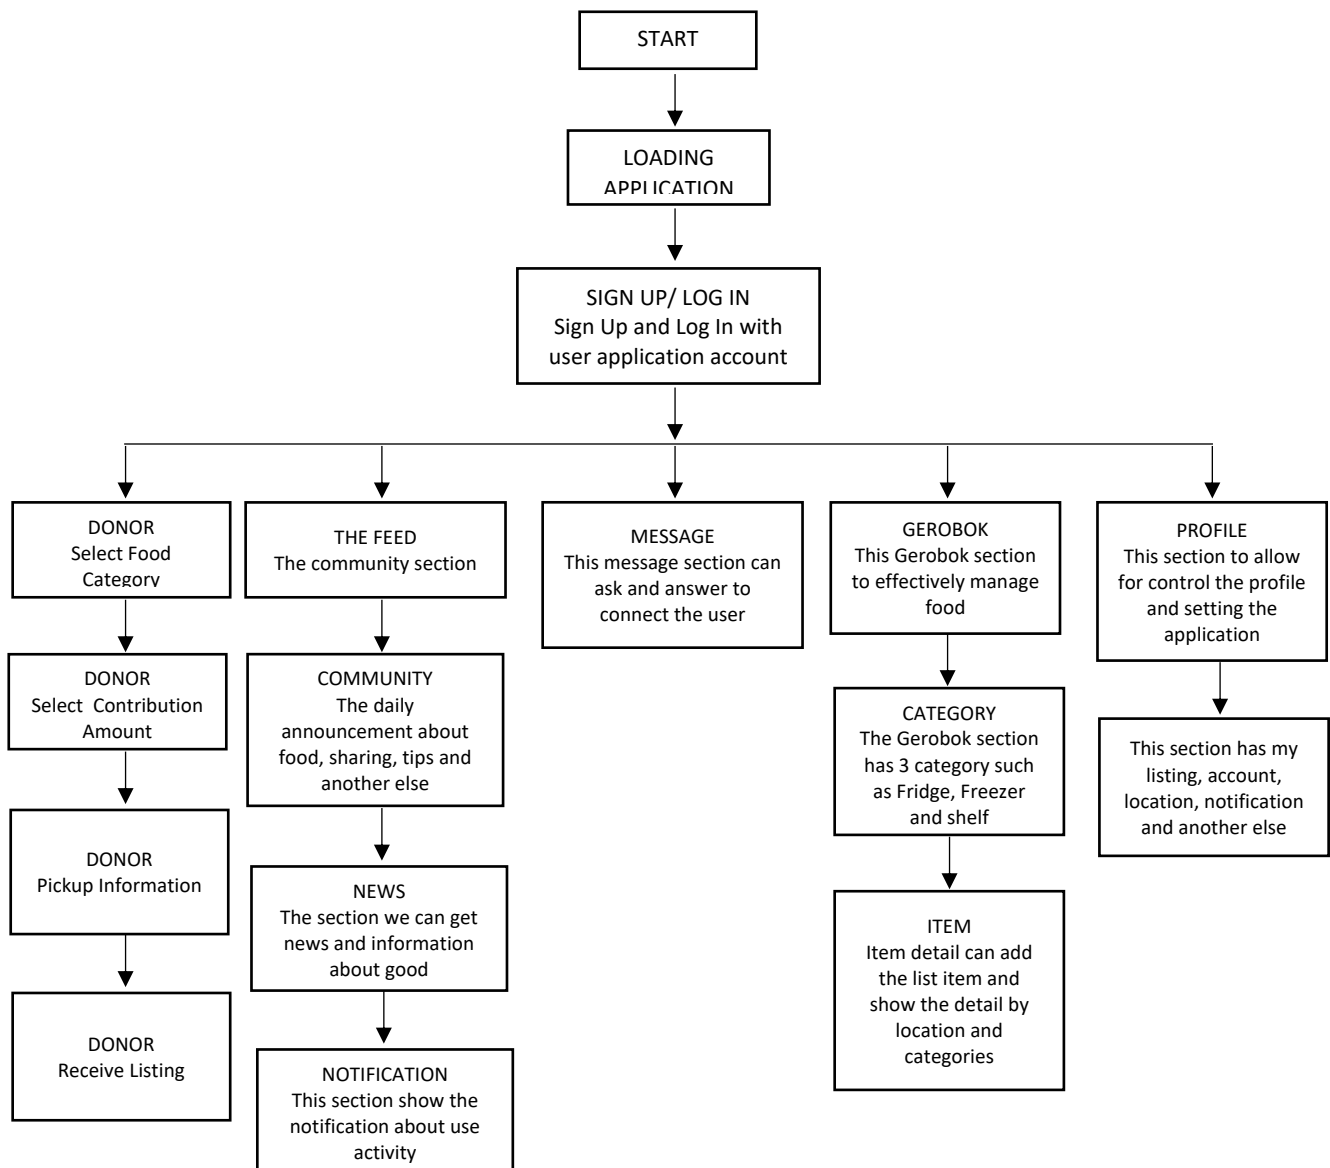 START
LOADING
APPLICATION
SIGN UP/ LOG IN
Sign Up and Log In with
user application account
DONOR
Select Food
Category
DONOR
Select  Contribution
Amount
DONOR
Pickup Information
DONOR
Receive Listing
THE FEED
The community section
COMMUNITY
The daily
announcement about
food, sharing, tips and
another else
NEWS
The section we can get
news and information
about good
NOTIFICATION
This section show the
notification about use
activity
MESSAGE
This message section can
ask and answer to
connect the user
GEROBOK
This Gerobok section
to effectively manage
food
CATEGORY
The Gerobok section
has 3 category such
as Fridge, Freezer
and shelf
ITEM
Item detail can add
the list item and
show the detail by
location and
categories
PROFILE
This section to allow
for control the profile
and setting the
application
This section has my
listing, account,
location, notification
and another else